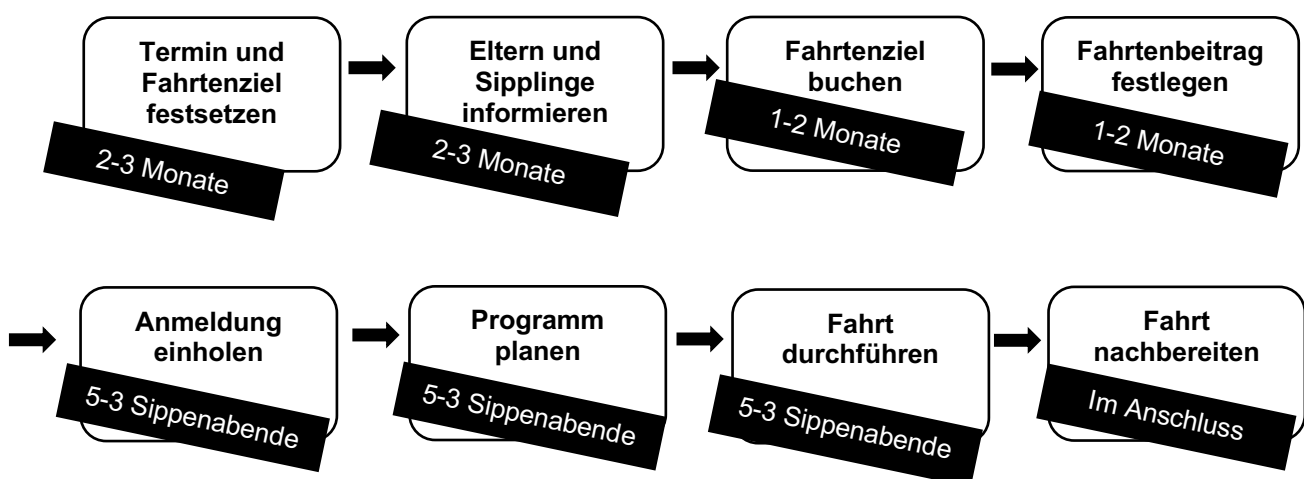 Termin und
Fahrtenziel
festsetzen
2-3 Monate
Eltern und
Sipplinge
informieren
2-3 Monate
Fahrtenziel
buchen
1-2 Monate
Fahrtenbeitrag
festlegen
1-2 Monate
Anmeldung
einholen
5-3 Sippenabende
Programm
planen
5-3 Sippenabende
Fahrt
durchführen
5-3 Sippenabende
Fahrt
nachbereiten
Im Anschluss